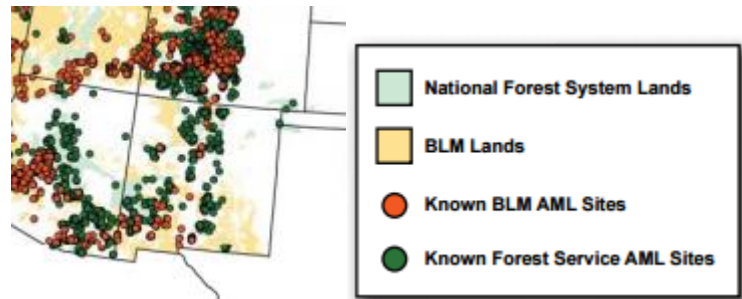 National Forest System Lands
BLM Lands
Known BLM AML Sites
Known Forest Service AML Sites